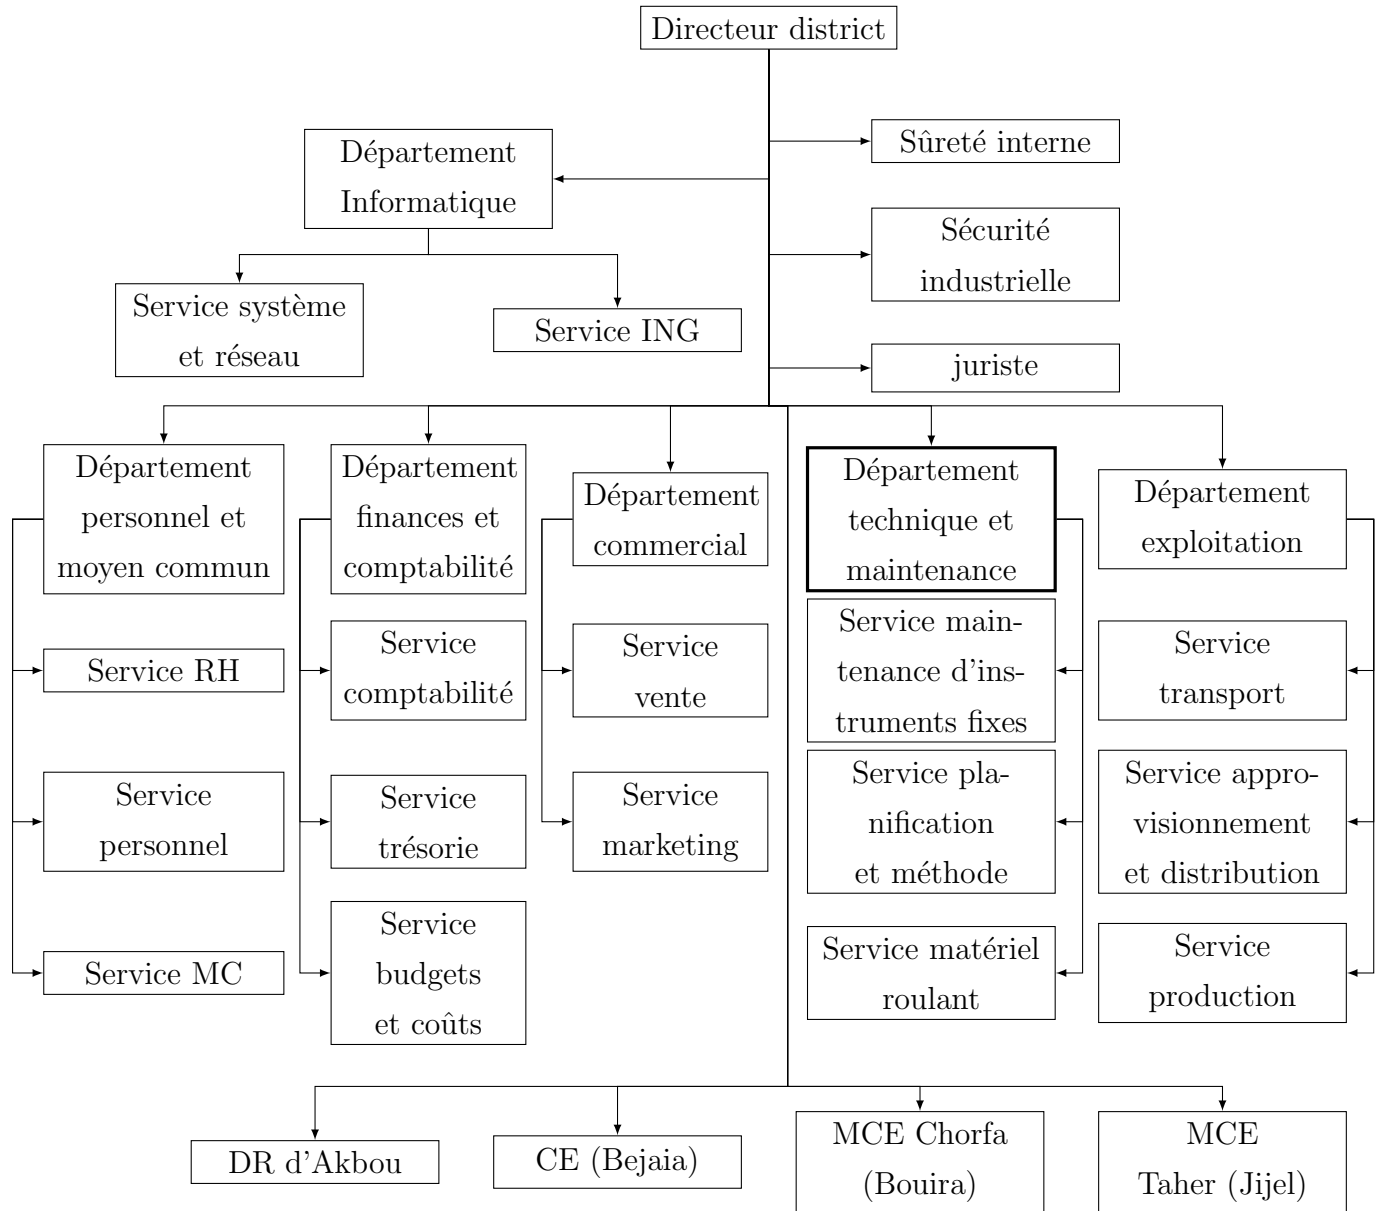 Directeur district
Sûreté interne
Département
Informatique
Sécurité
industrielle
Service système
et réseau
Service ING
juriste
Département
personnel et
moyen commun
Département
finances et
comptabilité
Département
commercial
Département
technique et
maintenance
Département
exploitation
Service RH
Service
comptabilité
Service
vente
Service main-
tenance d'ins-
truments fixes
Service
transport
Service
personnel
Service
trésorie
Service
marketing
Service pla-
nification
et méthode
Service appro-
visionnement
et distribution
Service MC
Service
budgets
et coûts
Service matériel
roulant
Service
production
DR d'Akbou
CE (Bejaia)
MCE Chorfa
(Bouira)
MCE
Taher (Jijel)